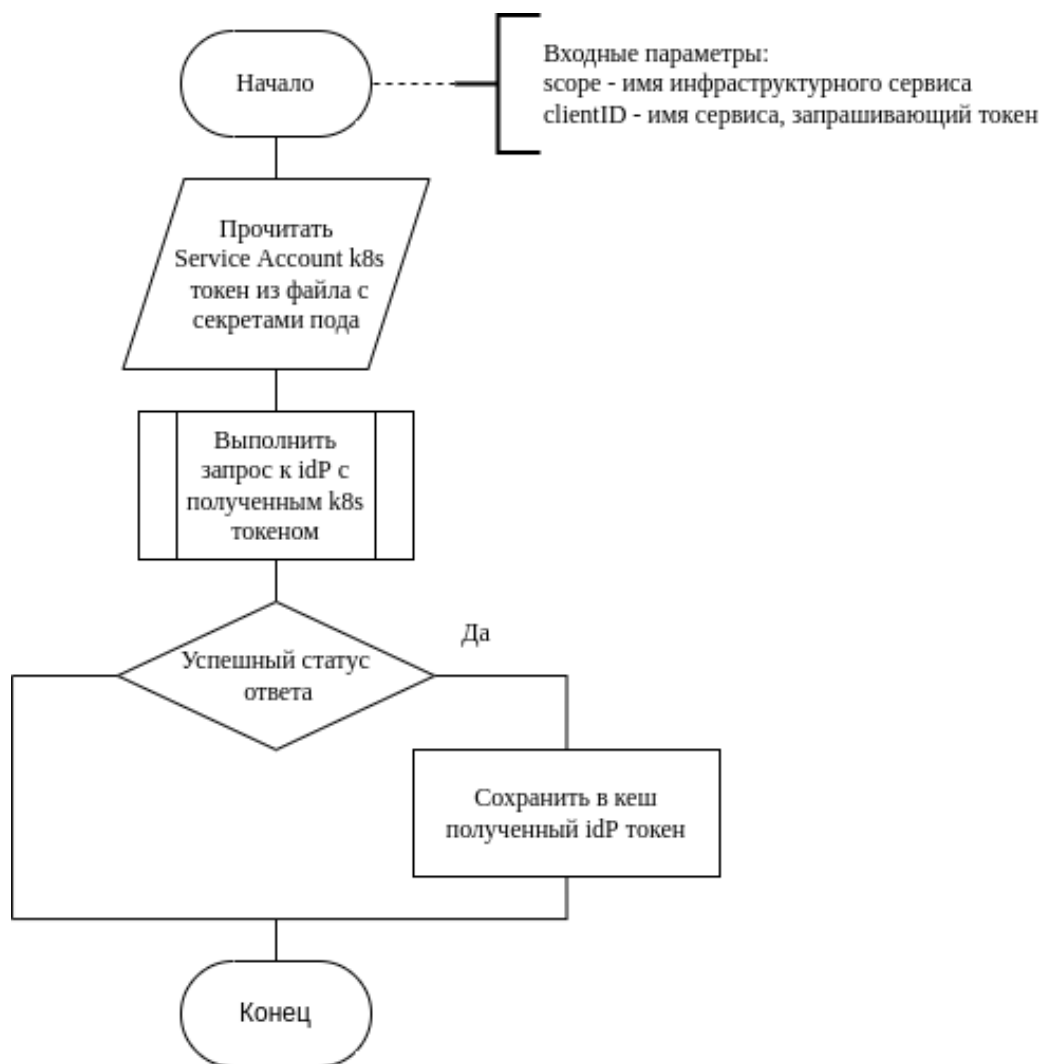 Начало
Входные параметры:
scope - имя инфраструктурного сервиса
clientID - имя сервиса, запрашивающий токен
Прочитать
Service Account k8s
токен из файла с
секретами пода
Выполнить
запрос к idP с
полученным k8s
токеном
Успешный статус
ответа
Да
Сохранить в кеш
полученный idP токен
Конец